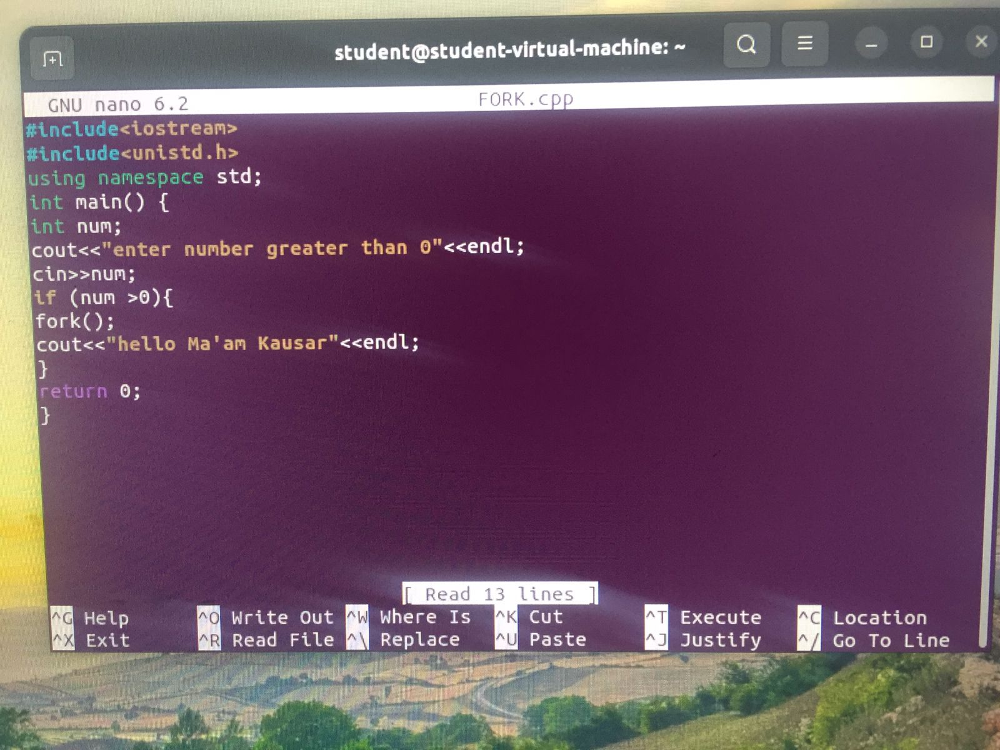 student@student-virtual-machine: ~
GNU nano 6.2 FORK.cpp
#include<iostream>
#include<unistd.h>
using namespace std;
int main() {
int num;
cout<<"enter number greater than 0"<<endl;
cin>>num;
if (num >0){
fork();
cout<<"hello Ma'am Kausar"<<endl;
}
return 0;
}
[ Read 13 lines ]
^G Help ^O Write Out ^W Where Is ^K Cut ^T Execute ^C Location
^X Exit ^R Read File ^\ Replace ^U Paste ^J Justify ^/ Go To Line